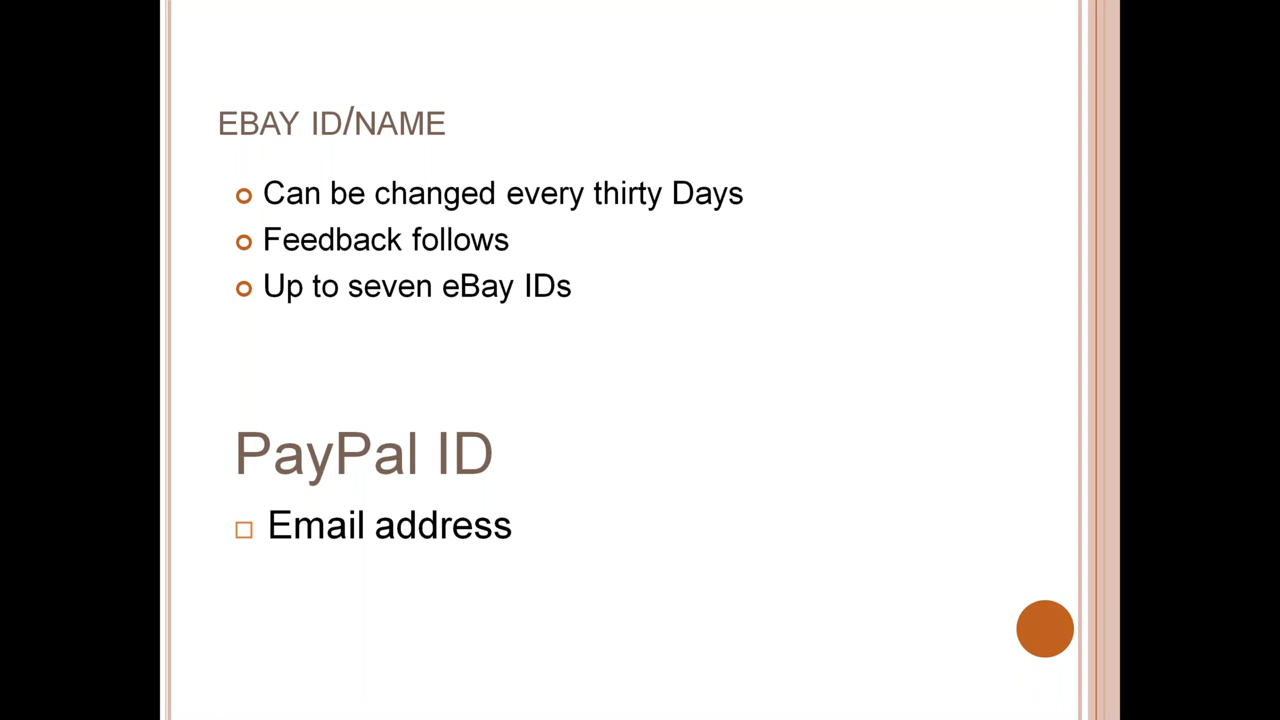 EBAY ID/NAME
Can be changed every thirty Days
Feedback follows
Up to seven eBay IDs
PayPal ID
Email address